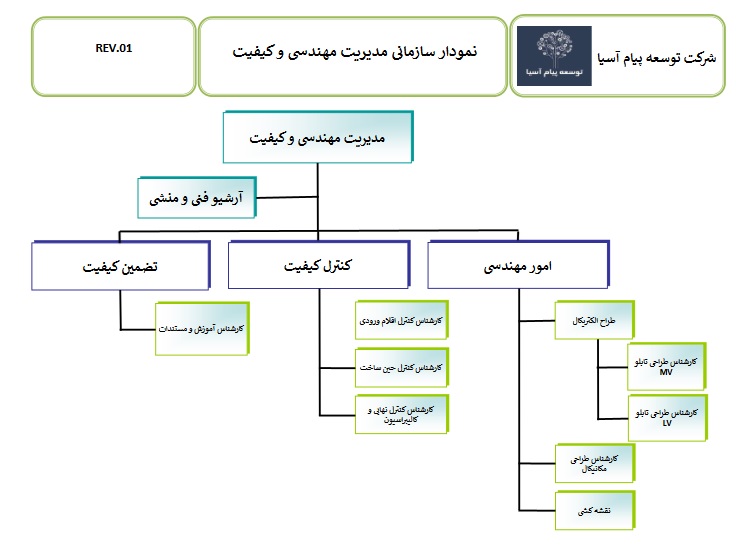 شرکت توسعه پیام آسیا
توسعه پیام آسیا
نمودار سازمانی مدیریت مهندسی و کیفیت
REV.01
مدیریت مهندسی و کیفیت
آرشیو فنی و منشی
امور مهندسی
کنترل کیفیت
تضمین کیفیت
طراح الکتریکال
کارشناس طراحی تابلو
MV
کارشناس طراحی تابلو
LV
کارشناس طراحی
مکانیکال
نقشه کشی
کارشناس کنترل اقلام ورودی
کارشناس کنترل حین ساخت
کارشناس کنترل نهایی و
کالیبراسیون
کارشناس آموزش و مستندات